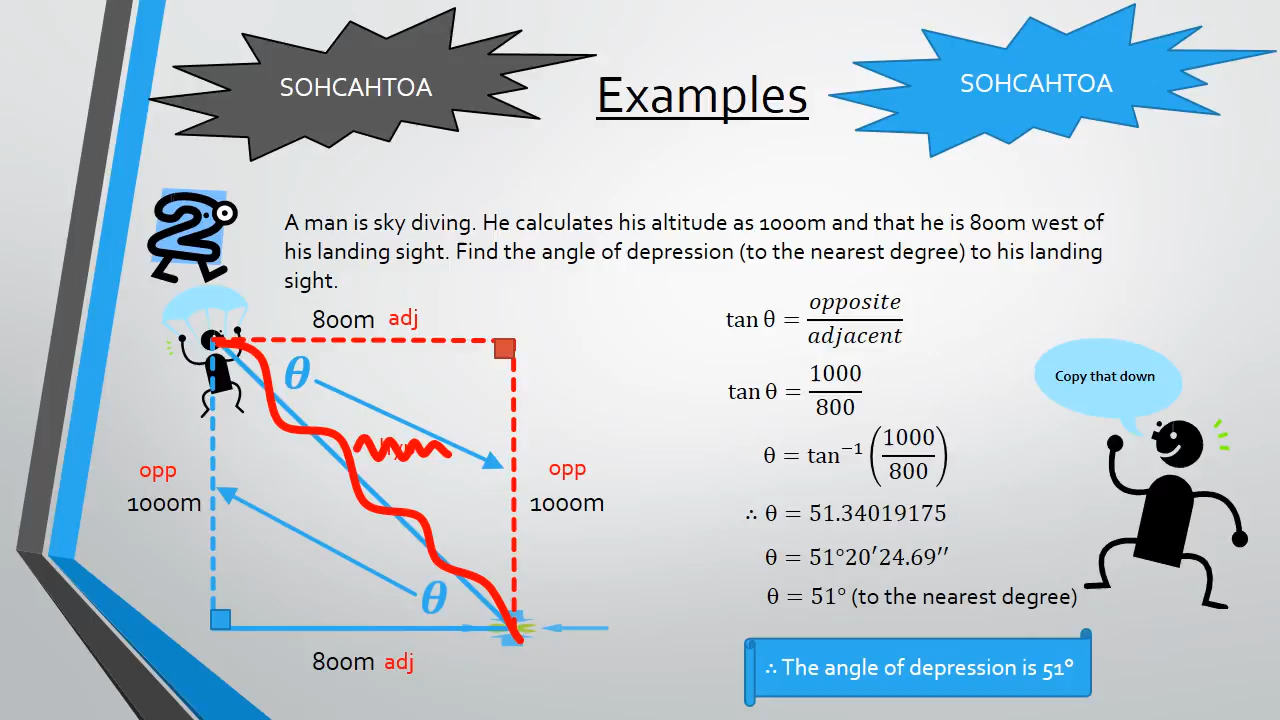 SOHCAHTOA
Examples
SOHCAHTOA
A man is sky diving. He calculates his altitude as 1000m and that he is 800m west of
his landing sight. Find the angle of depression (to the nearest degree) to his landing
sight.
800m adj
θ
opp
1000m
opp
1000m
θ
800m adj
tan θ = opposite/adjacent
tan θ = 1000/800
θ = tan⁻¹(1000/800)
∴ θ = 51.34019175
θ = 51°20′24.69′′
θ = 51° (to the nearest degree)
∴ The angle of depression is 51°
Copy that down